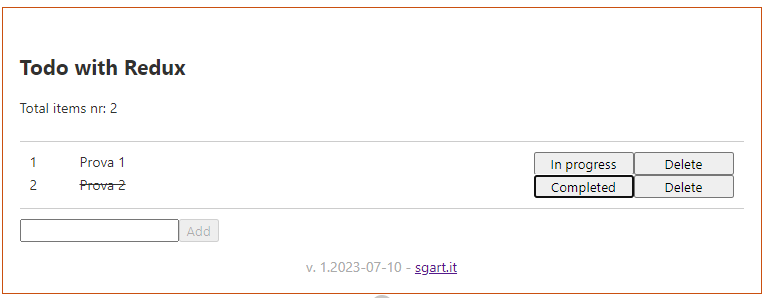 Todo with Redux
Total items nr: 2
1 Prova 1 In progress Delete
2 Prova 2 Completed Delete
Add
v. 1.2023-07-10 - sgart.it